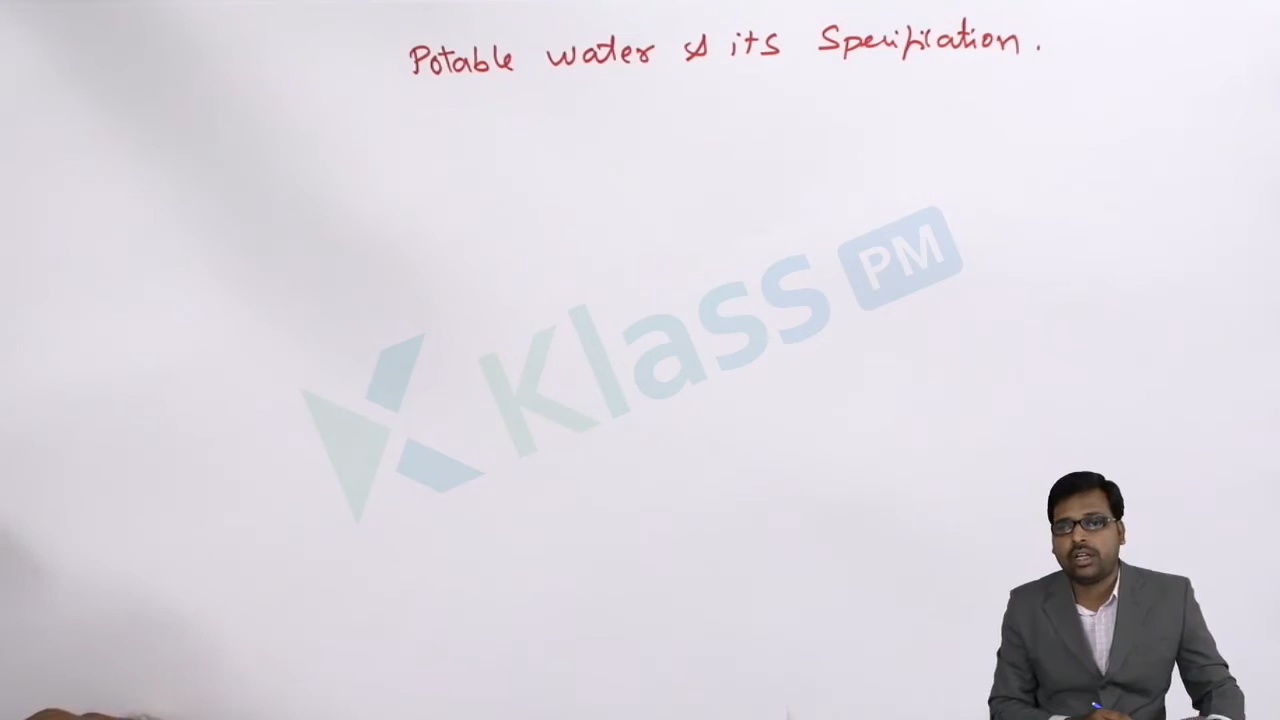 Potable water & its Specification.
Klass PM